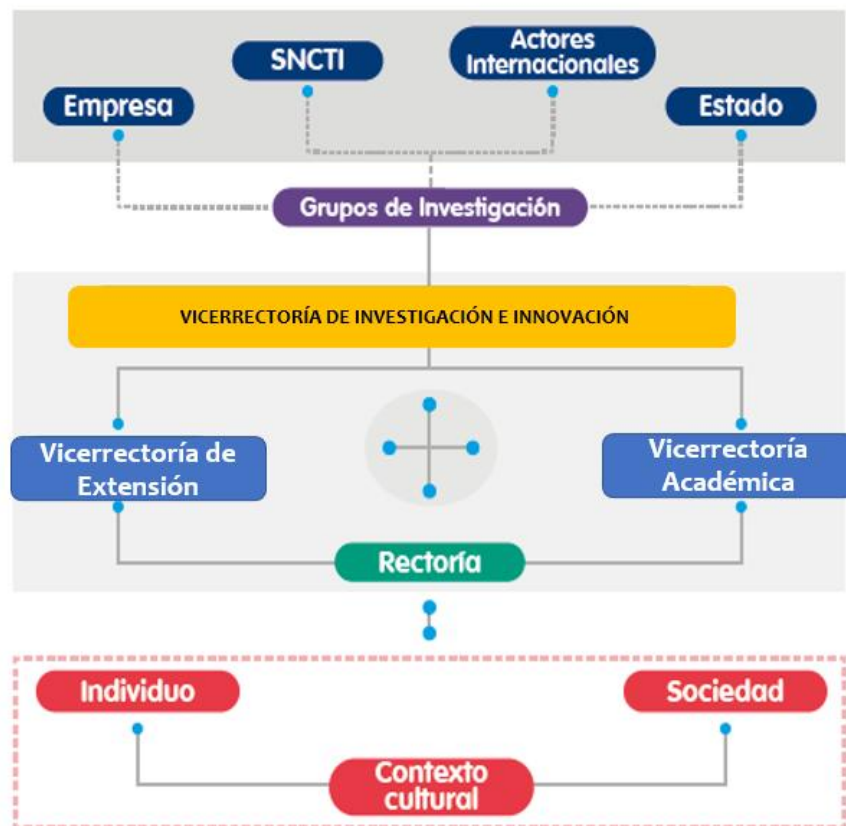 SNCTI
Actores
Internacionales
Empresa
Estado
Grupos de Investigación
VICERRECTORÍA DE INVESTIGACIÓN E INNOVACIÓN
Vicerrectoría de
Extensión
Vicerrectoría
Académica
Rectoría
Individuo
Sociedad
Contexto
cultural